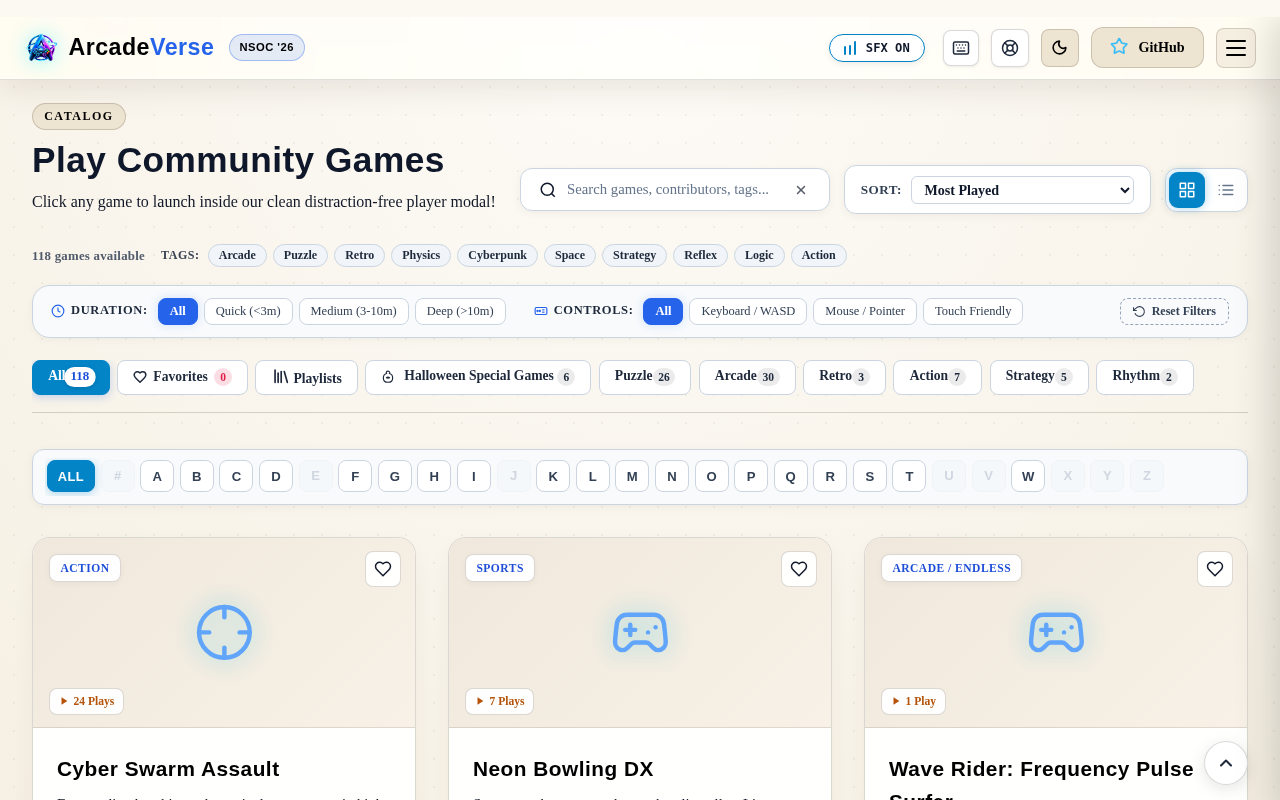 ArcadeVerse NSOC '26 SFX ON GitHub
CATALOG
Play Community Games
Click any game to launch inside our clean distraction-free player modal!
Search games, contributors, tags...
SORT: Most Played
118 games available TAGS: Arcade Puzzle Retro Physics Cyberpunk Space Strategy Reflex Logic Action
DURATION: All Quick (<3m) Medium (3-10m) Deep (>10m) CONTROLS: All Keyboard / WASD Mouse / Pointer Touch Friendly Reset Filters
All 118 Favorites 0 Playlists Halloween Special Games 6 Puzzle 26 Arcade 30 Retro 3 Action 7 Strategy 5 Rhythm 2
ALL # A B C D E F G H I J K L M N O P Q R S T U V W X Y Z
ACTION
24 Plays
Cyber Swarm Assault
SPORTS
7 Plays
Neon Bowling DX
ARCADE / ENDLESS
1 Play
Wave Rider: Frequency Pulse
Surfer